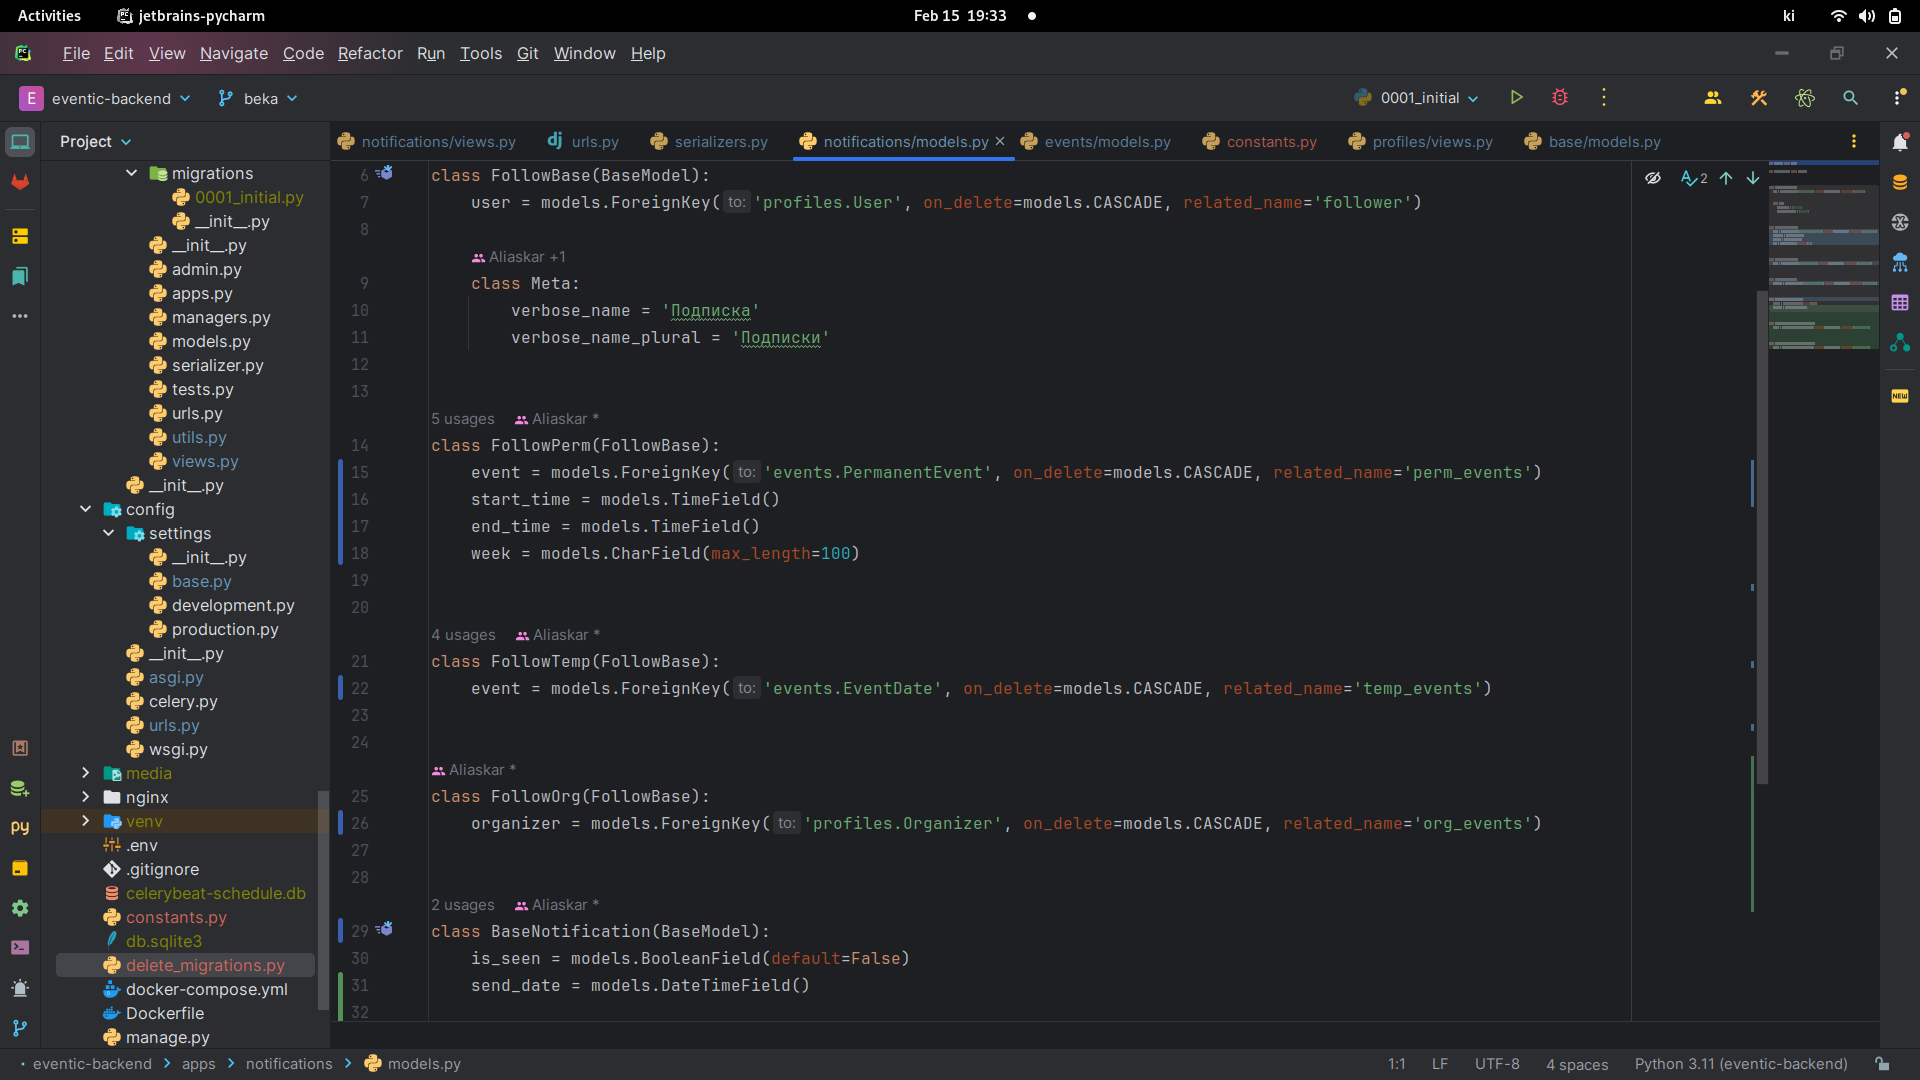 Activities jetbrains-pycharm Feb 15 19:33 ki
File Edit View Navigate Code Refactor Run Tools Git Window Help
E eventic-backend beka 0001_initial
Project
migrations
0001_initial.py
__init__.py
__init__.py
admin.py
apps.py
managers.py
models.py
serializer.py
tests.py
urls.py
utils.py
views.py
__init__.py
config
settings
__init__.py
base.py
development.py
production.py
__init__.py
asgi.py
celery.py
urls.py
wsgi.py
media
nginx
venv
.env
.gitignore
celerybeat-schedule.db
constants.py
db.sqlite3
delete_migrations.py
docker-compose.yml
Dockerfile
manage.py
notifications/views.py urls.py serializers.py notifications/models.py events/models.py constants.py profiles/views.py base/models.py
2
6 class FollowBase(BaseModel):
7 user = models.ForeignKey( to: 'profiles.User', on_delete=models.CASCADE, related_name='follower')
8
Aliaskar +1
9 class Meta:
10 verbose_name = 'Подписка'
11 verbose_name_plural = 'Подписки'
12
13
5 usages Aliaskar *
14 class FollowPerm(FollowBase):
15 event = models.ForeignKey( to: 'events.PermanentEvent', on_delete=models.CASCADE, related_name='perm_events')
16 start_time = models.TimeField()
17 end_time = models.TimeField()
18 week = models.CharField(max_length=100)
19
20
4 usages Aliaskar *
21 class FollowTemp(FollowBase):
22 event = models.ForeignKey( to: 'events.EventDate', on_delete=models.CASCADE, related_name='temp_events')
23
24
Aliaskar *
25 class FollowOrg(FollowBase):
26 organizer = models.ForeignKey( to: 'profiles.Organizer', on_delete=models.CASCADE, related_name='org_events')
27
28
2 usages Aliaskar *
29 class BaseNotification(BaseModel):
30 is_seen = models.BooleanField(default=False)
31 send_date = models.DateTimeField()
32
py
NEW
eventic-backend apps notifications models.py 1:1 LF UTF-8 4 spaces Python 3.11 (eventic-backend)